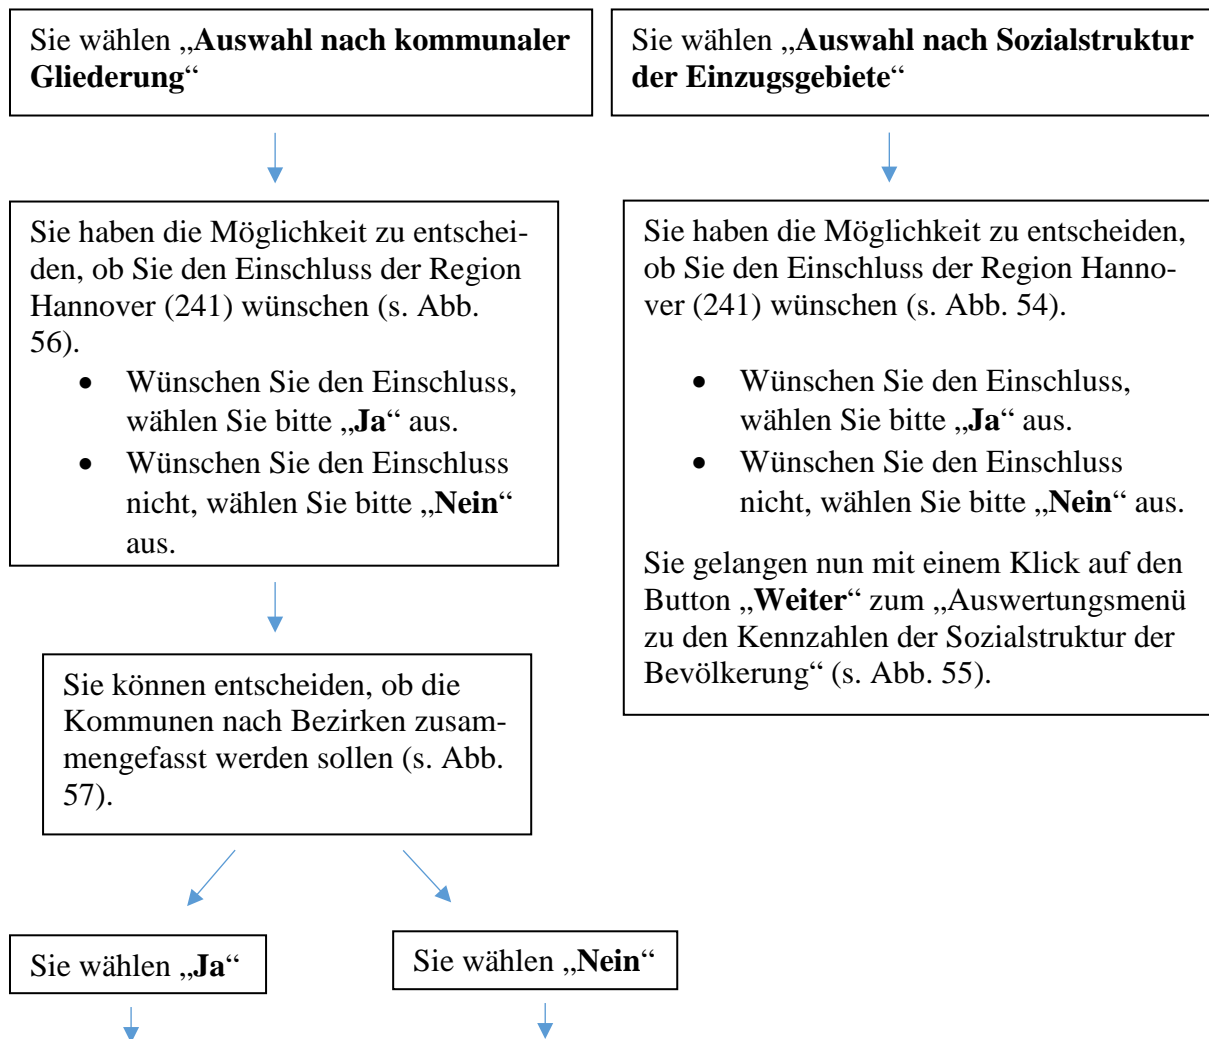 Sie wählen „Auswahl nach kommunaler
Gliederung“
Sie wählen „Auswahl nach Sozialstruktur
der Einzugsgebiete“
Sie haben die Möglichkeit zu entschei-
den, ob Sie den Einschluss der Region
Hannover (241) wünschen (s. Abb.
56).
• Wünschen Sie den Einschluss,
wählen Sie bitte „Ja“ aus.
• Wünschen Sie den Einschluss
nicht, wählen Sie bitte „Nein“
aus.
Sie haben die Möglichkeit zu entscheiden,
ob Sie den Einschluss der Region Hanno-
ver (241) wünschen (s. Abb. 54).
• Wünschen Sie den Einschluss,
wählen Sie bitte „Ja“ aus.
• Wünschen Sie den Einschluss
nicht, wählen Sie bitte „Nein“ aus.
Sie gelangen nun mit einem Klick auf den
Button „Weiter“ zum „Auswertungsmenü
zu den Kennzahlen der Sozialstruktur der
Bevölkerung“ (s. Abb. 55).
Sie können entscheiden, ob die
Kommunen nach Bezirken zusam-
mengefasst werden sollen (s. Abb.
57).
Sie wählen „Ja“
Sie wählen „Nein“